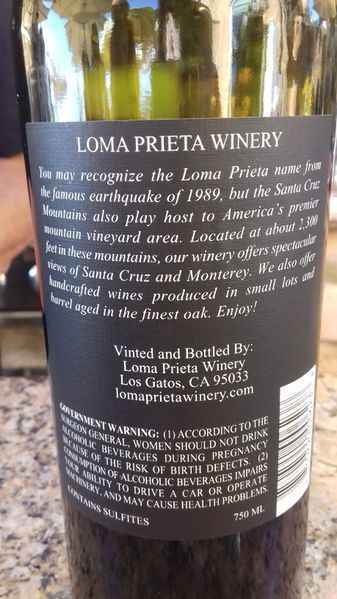 LOMA PRIETA WINERY
You may recognize the Loma Prieta name from
the famous earthquake of 1989, but the Santa Cruz
Mountains also play host to America's premier
mountain vineyard area. Located at about 2,300
feet in these mountains, our winery offers spectacular
views of Santa Cruz and Monterey. We also offer
handcrafted wines produced in small lots and
barrel aged in the finest oak. Enjoy!
Vinted and Bottled By:
Loma Prieta Winery
Los Gatos, CA 95033
lomaprietawinery.com
GOVERNMENT WARNING: (1) ACCORDING TO THE
SURGEON GENERAL, WOMEN SHOULD NOT DRINK
ALCOHOLIC BEVERAGES DURING PREGNANCY
BECAUSE OF THE RISK OF BIRTH DEFECTS. (2)
CONSUMPTION OF ALCOHOLIC BEVERAGES IMPAIRS
YOUR ABILITY TO DRIVE A CAR OR OPERATE
MACHINERY, AND MAY CAUSE HEALTH PROBLEMS.
CONTAINS SULFITES
750 ML